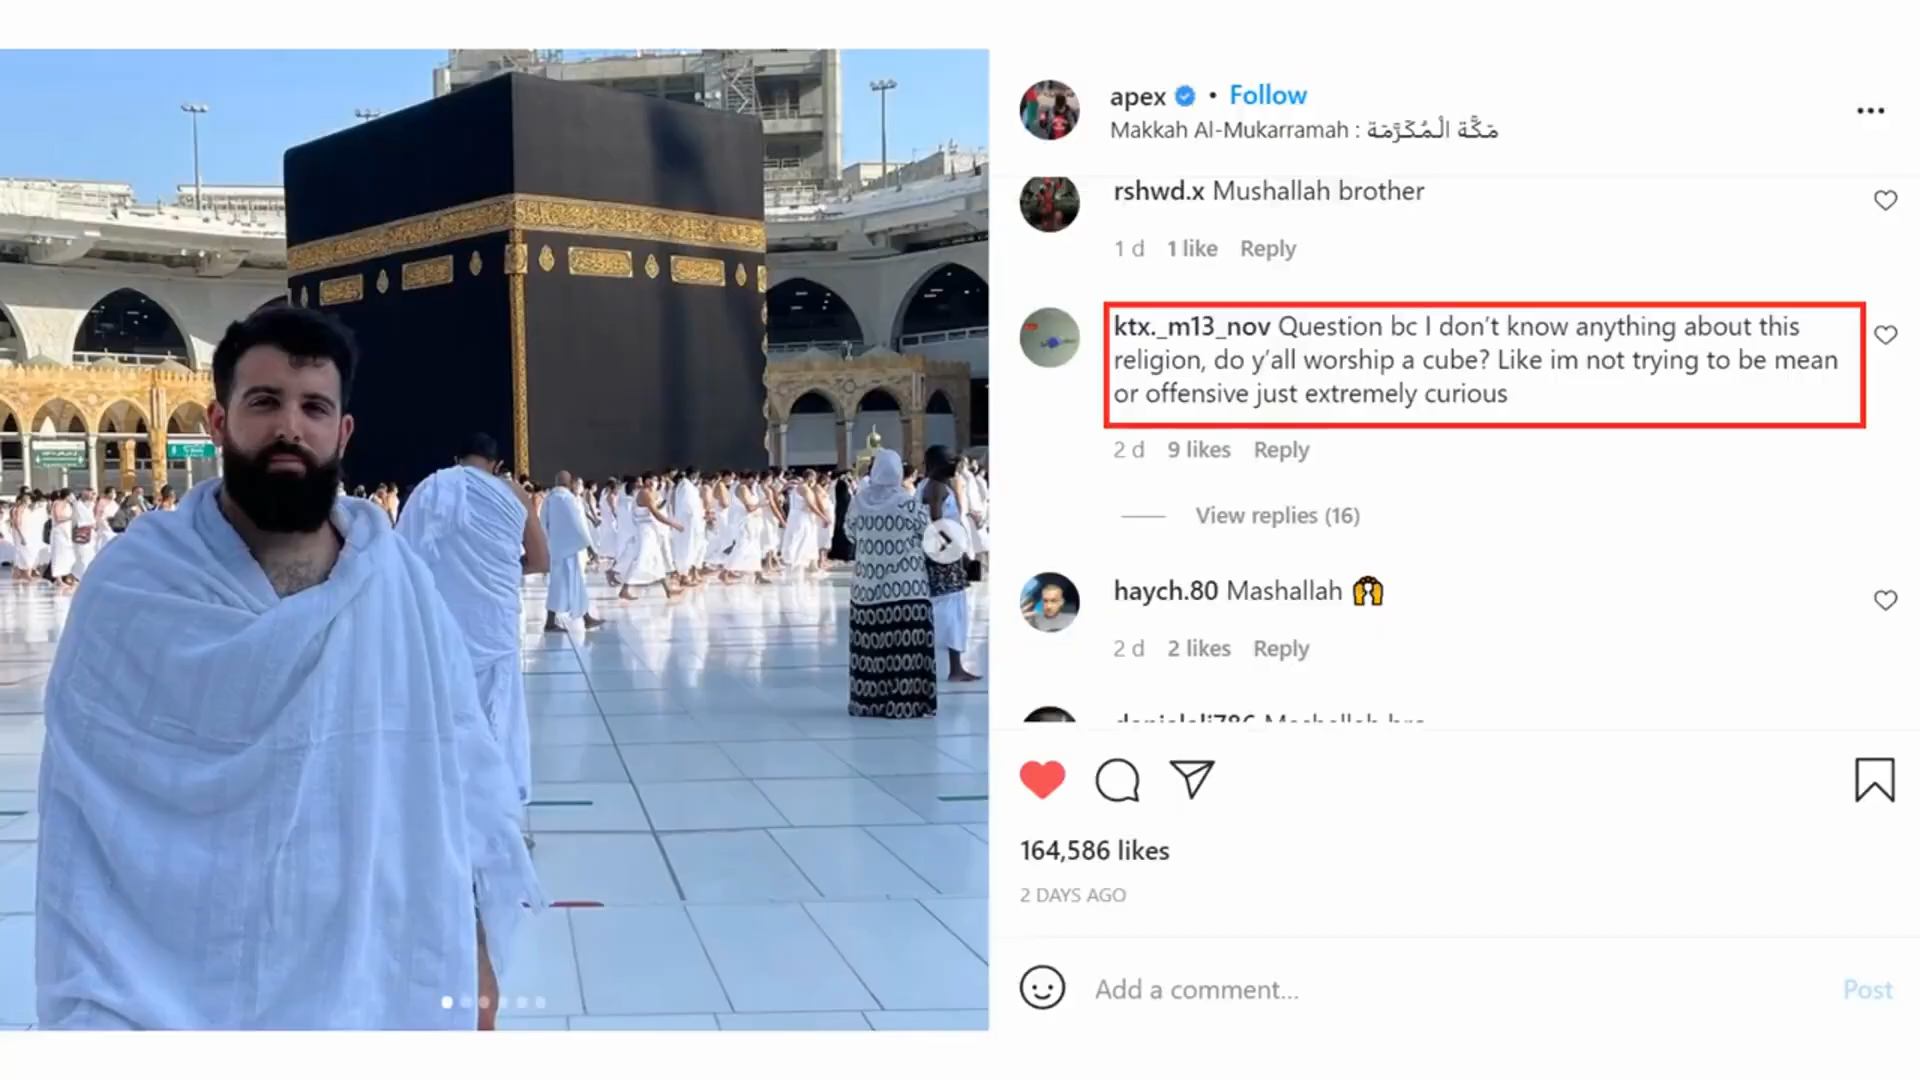 apex • Follow
Makkah Al-Mukarramah : مَكَّة الْمُكَرَّمَة
rshwd.x Mushallah brother
1 d 1 like Reply
ktx._m13_nov Question bc I don't know anything about this
religion, do y'all worship a cube? Like im not trying to be mean
or offensive just extremely curious
2 d 9 likes Reply
View replies (16)
haych.80 Mashallah 🙌
2 d 2 likes Reply
164,586 likes
2 DAYS AGO
Add a comment...
Post